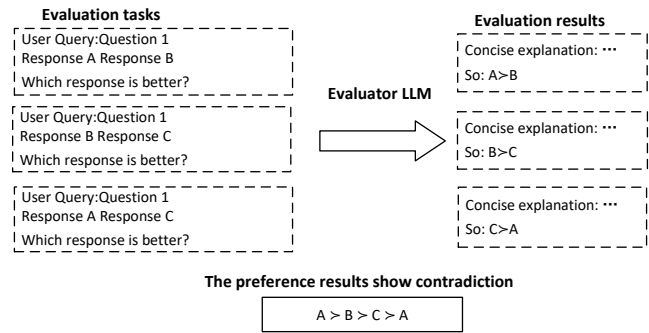 Evaluation tasks
User Query:Question 1
Response A Response B
Which response is better?
User Query:Question 1
Response B Response C
Which response is better?
User Query:Question 1
Response A Response C
Which response is better?
Evaluator LLM
Evaluation results
Concise explanation: ···
So: A≻B
Concise explanation: ···
So: B≻C
Concise explanation: ···
So: C≻A
The preference results show contradiction
A ≻ B ≻ C ≻ A